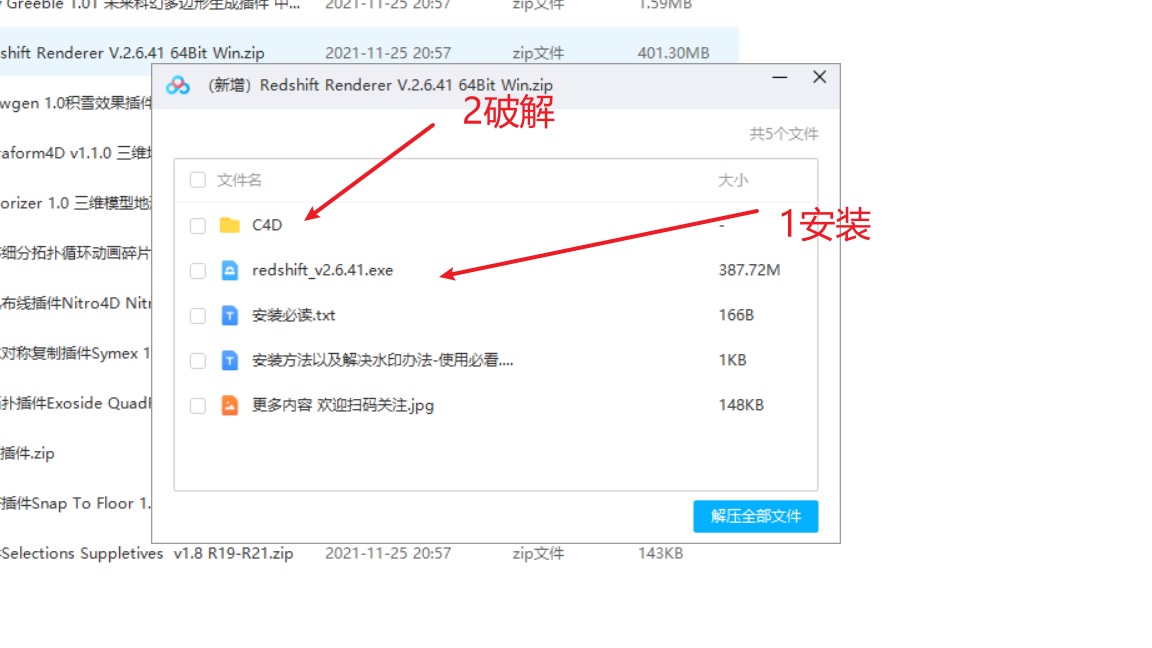 Greeble 1.01 未来科幻多边形生成插件 中... 2021-11-25 20:57 zip文件 1.59MB
shift Renderer V.2.6.41 64Bit Win.zip 2021-11-25 20:57 zip文件 401.30MB
(新增) Redshift Renderer V.2.6.41 64Bit Win.zip
2破解
wgen 1.0积雪效果插件
共5个文件
raform4D v1.1.0 三维
文件名 大小
orizer 1.0 三维模型地
C4D -
1安装
细分拓扑循环动画碎片
redshift_v2.6.41.exe 387.72M
布线插件Nitro4D Nitr
安装必读.txt 166B
对称复制插件Symex 1
安装方法以及解决水印办法-使用必看.... 1KB
扑插件Exoside Quad
更多内容 欢迎扫码关注.jpg 148KB
插件.zip
插件Snap To Floor 1.
解压全部文件
Selections Suppletives v1.8 R19-R21.zip 2021-11-25 20:57 zip文件 143KB